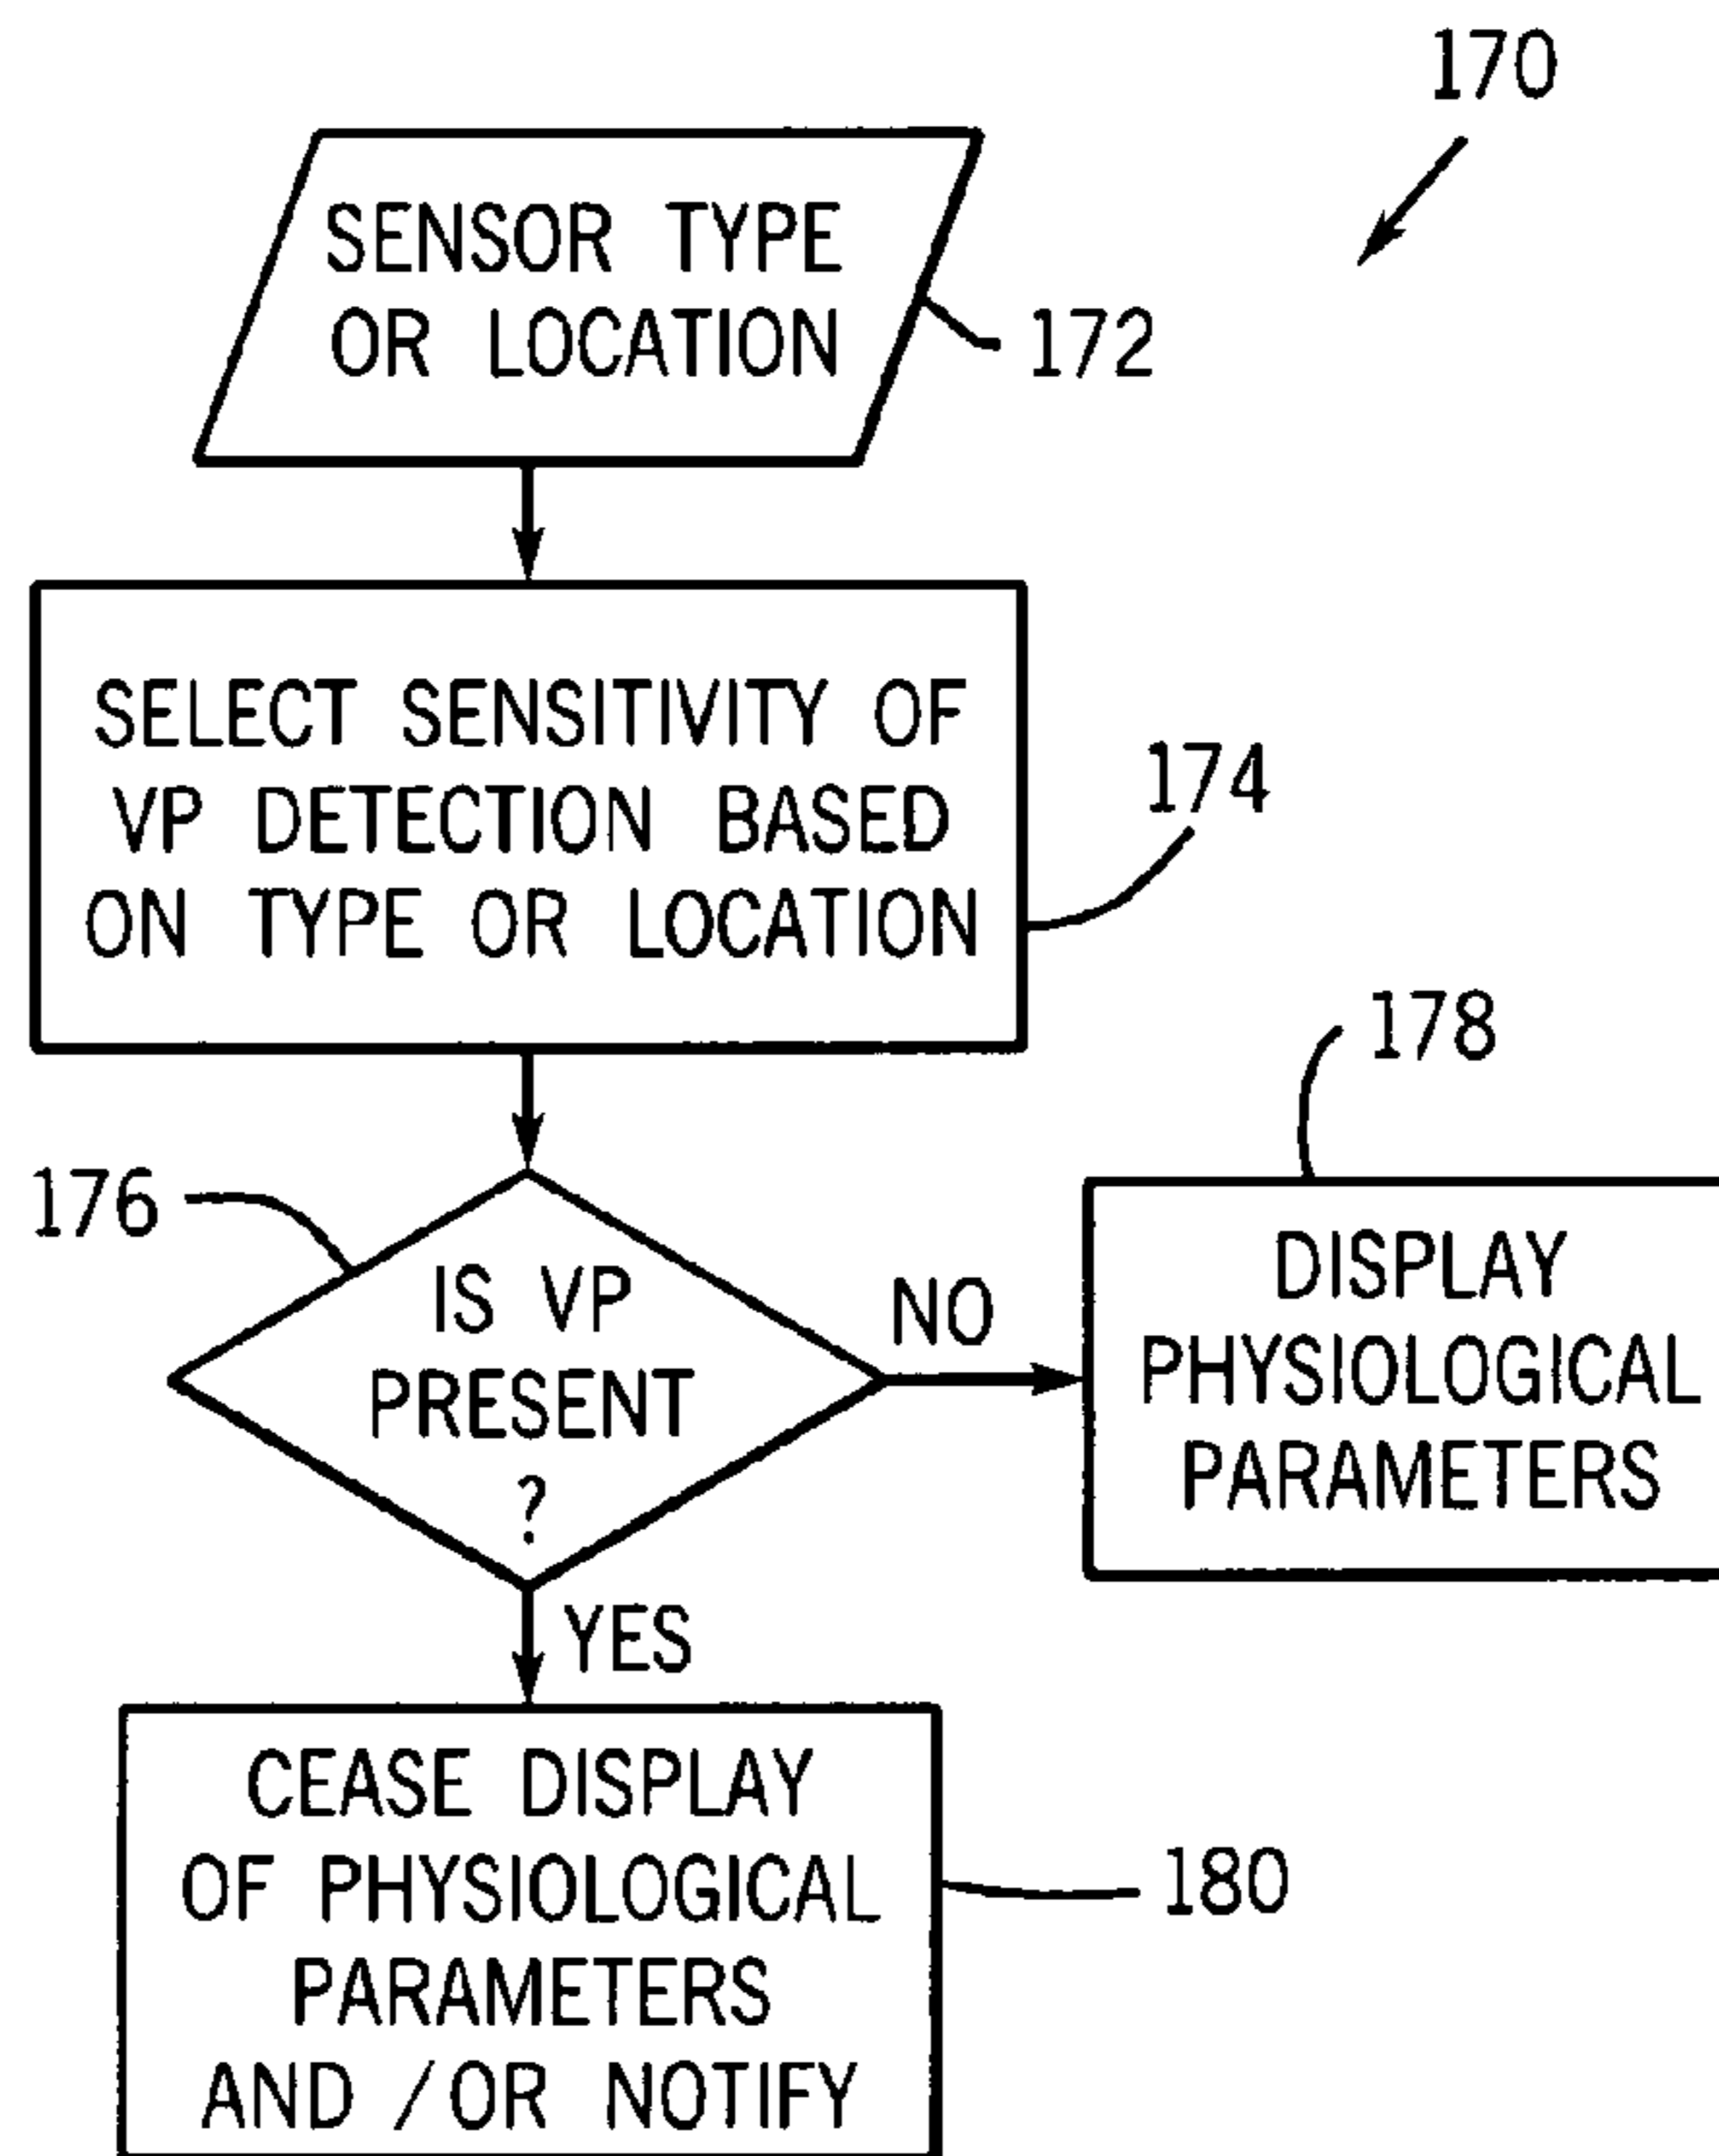 170
SENSOR TYPE
OR LOCATION
172
SELECT SENSITIVITY OF
VP DETECTION BASED
ON TYPE OR LOCATION
174
176
IS VP
PRESENT
?
NO
178
DISPLAY
PHYSIOLOGICAL
PARAMETERS
YES
CEASE DISPLAY
OF PHYSIOLOGICAL
PARAMETERS
AND /OR NOTIFY
180